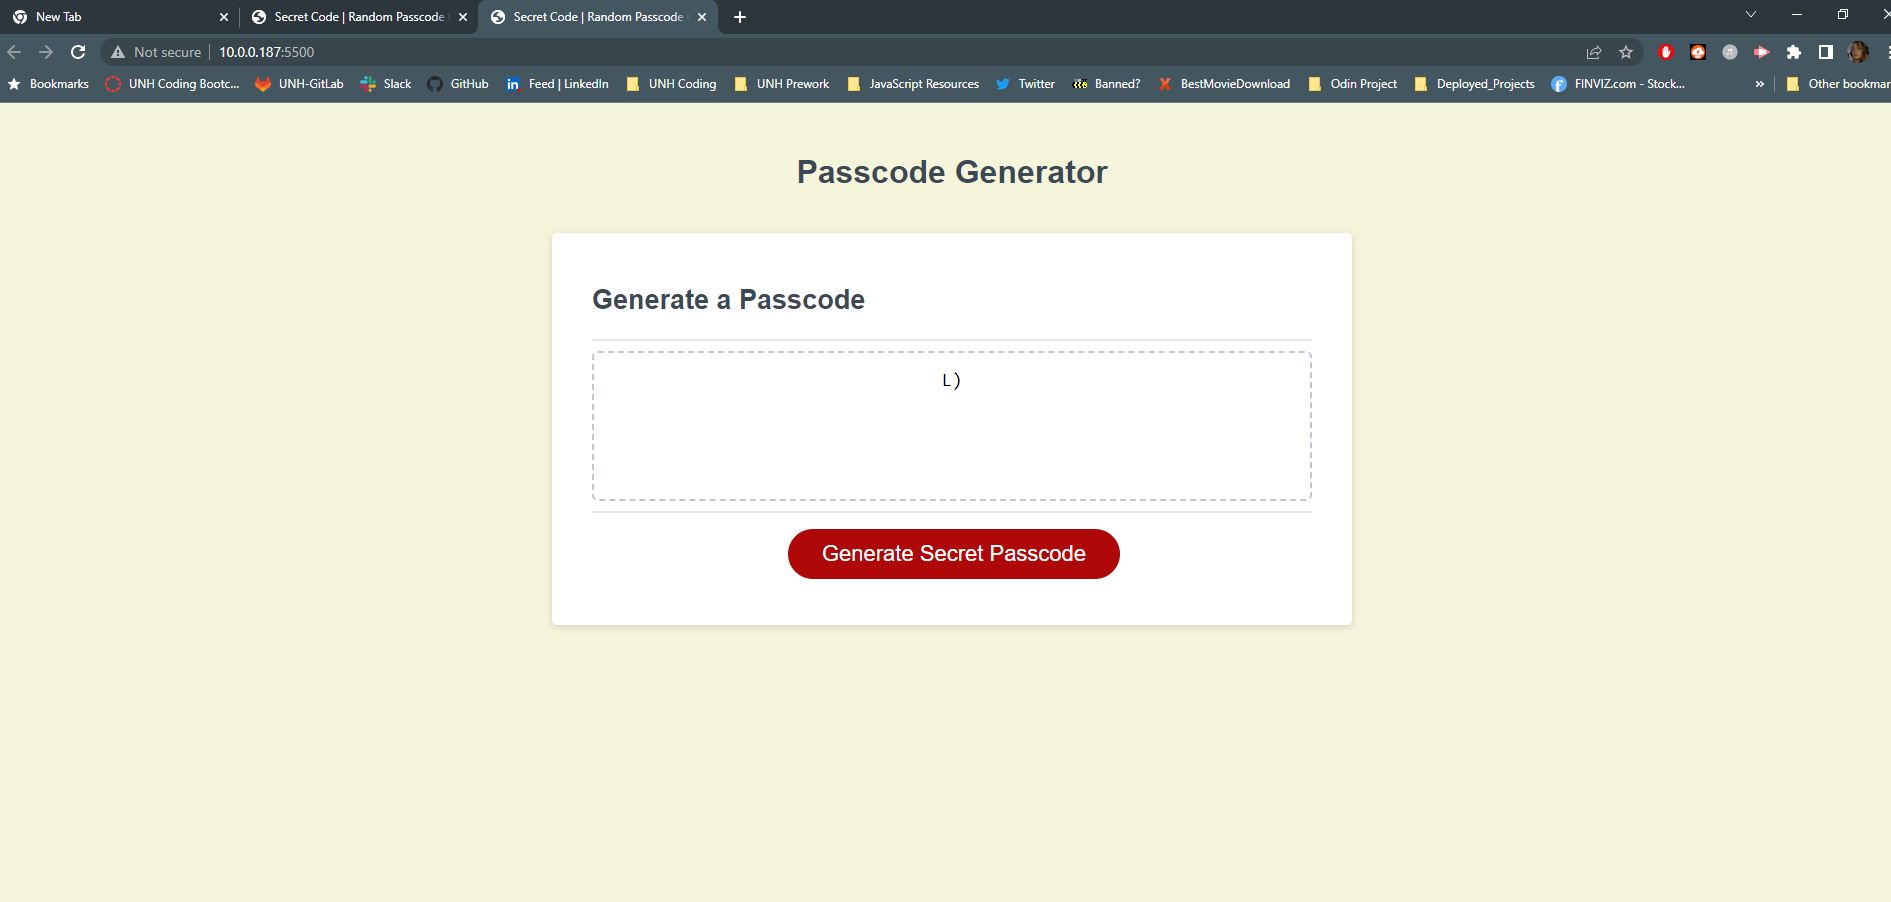 New Tab
Secret Code | Random Passcode
Secret Code | Random Passcode
Not secure 10.0.0.187:5500
Bookmarks UNH Coding Bootc... UNH-GitLab Slack GitHub Feed | LinkedIn UNH Coding UNH Prework JavaScript Resources Twitter Banned? BestMovieDownload Odin Project Deployed_Projects FINVIZ.com - Stock... » Other bookmar
Passcode Generator
Generate a Passcode
L)
Generate Secret Passcode